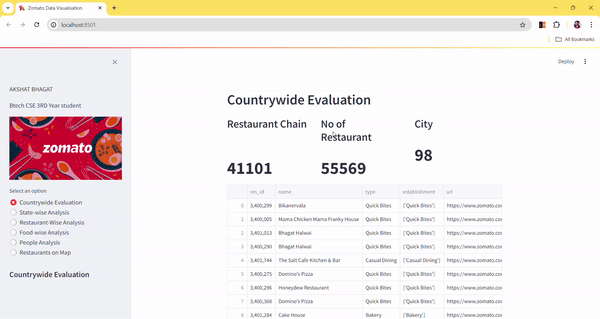 Zomato Data Visualisation
localhost:8501
All Bookmarks
Deploy
AKSHAT BHAGAT
Btech CSE 3RD Year student
zomato
Select an option
Countrywide Evaluation
State-wise Analysis
Restaurant-Wise Analysis
Food-wise Analysis
People Analysis
Restaurants on Map
Countrywide Evaluation
Countrywide Evaluation
Restaurant Chain
41101
No of
Restaurant
55569
City
98
res_id name type establishment url
0 3,400,299 Bikanervala Quick Bites ['Quick Bites'] https://www.zomato.co
1 3,400,005 Mama Chicken Mama Franky House Quick Bites ['Quick Bites'] https://www.zomato.co
2 3,401,013 Bhagat Halwai Quick Bites ['Quick Bites'] https://www.zomato.co
3 3,400,290 Bhagat Halwai Quick Bites ['Quick Bites'] https://www.zomato.co
4 3,401,744 The Salt Cafe Kitchen & Bar Casual Dining ['Casual Dining'] https://www.zomato.co
5 3,400,275 Domino's Pizza Quick Bites ['Quick Bites'] https://www.zomato.co
6 3,400,296 Honeydew Restaurant Quick Bites ['Quick Bites'] https://www.zomato.co
7 3,400,368 Domino's Pizza Quick Bites ['Quick Bites'] https://www.zomato.co
8 3,401,284 Cake House Bakery ['Bakery'] https://www.zomato.co